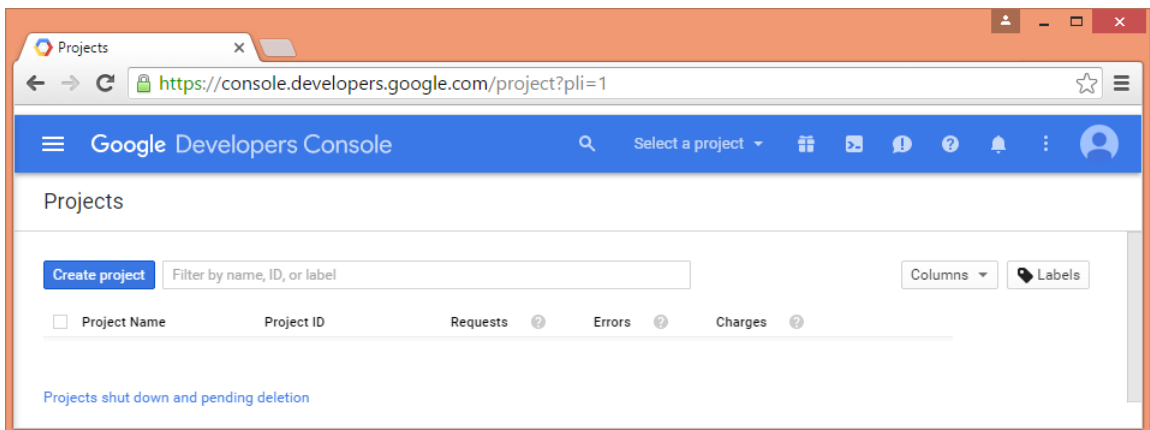 Projects
https://console.developers.google.com/project?pli=1
Google Developers Console Select a project
Projects
Create project Filter by name, ID, or label Columns Labels
Project Name Project ID Requests ? Errors ? Charges ?
Projects shut down and pending deletion